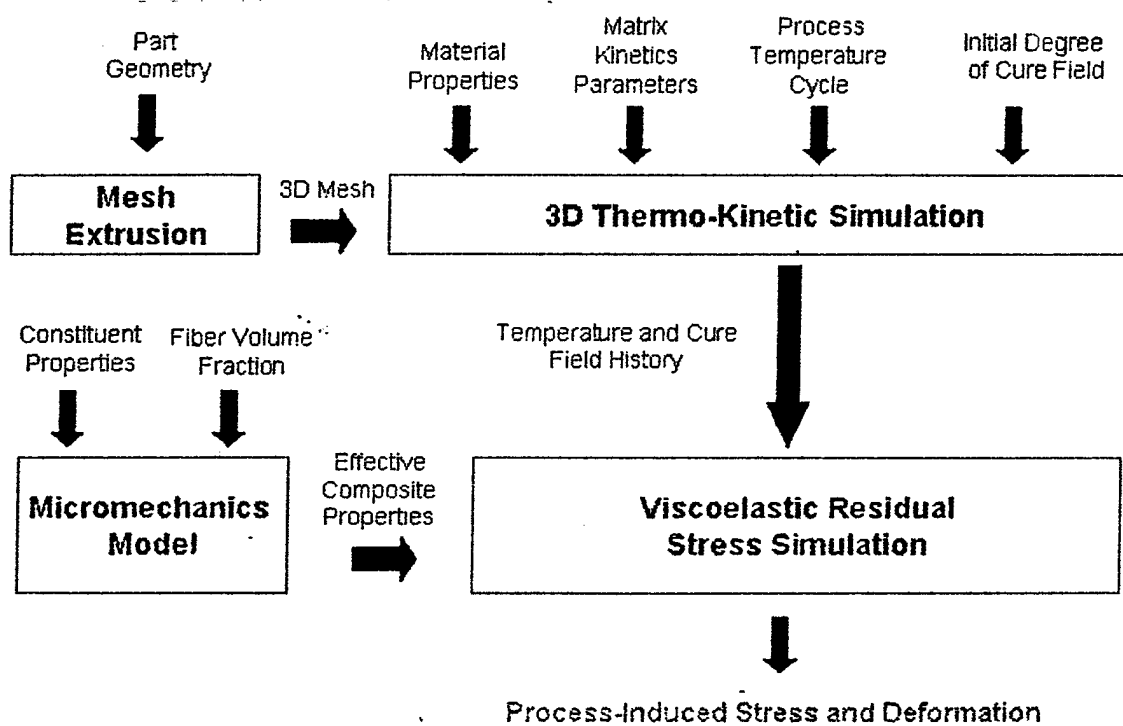 Part
Geometry
Material
Properties
Matrix
Kinetics
Parameters
Process
Temperature
Cycle
Initial Degree
of Cure Field
Mesh
Extrusion
3D Mesh
3D Thermo-Kinetic Simulation
Constituent
Properties
Fiber Volume
Fraction
Temperature and Cure
Field History
Micromechanics
Model
Effective
Composite
Properties
Viscoelastic Residual
Stress Simulation
Process-Induced Stress and Deformation